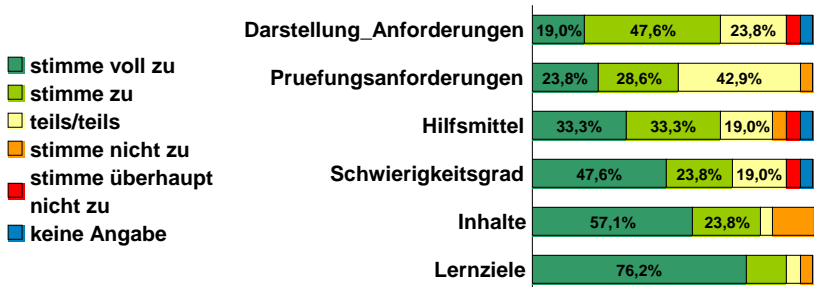 stimme voll zu
stimme zu
teils/teils
stimme nicht zu
stimme überhaupt
nicht zu
keine Angabe
Darstellung_Anforderungen 19,0% 47,6% 23,8%
Pruefungsanforderungen 23,8% 28,6% 42,9%
Hilfsmittel 33,3% 33,3% 19,0%
Schwierigkeitsgrad 47,6% 23,8% 19,0%
Inhalte 57,1% 23,8%
Lernziele 76,2%